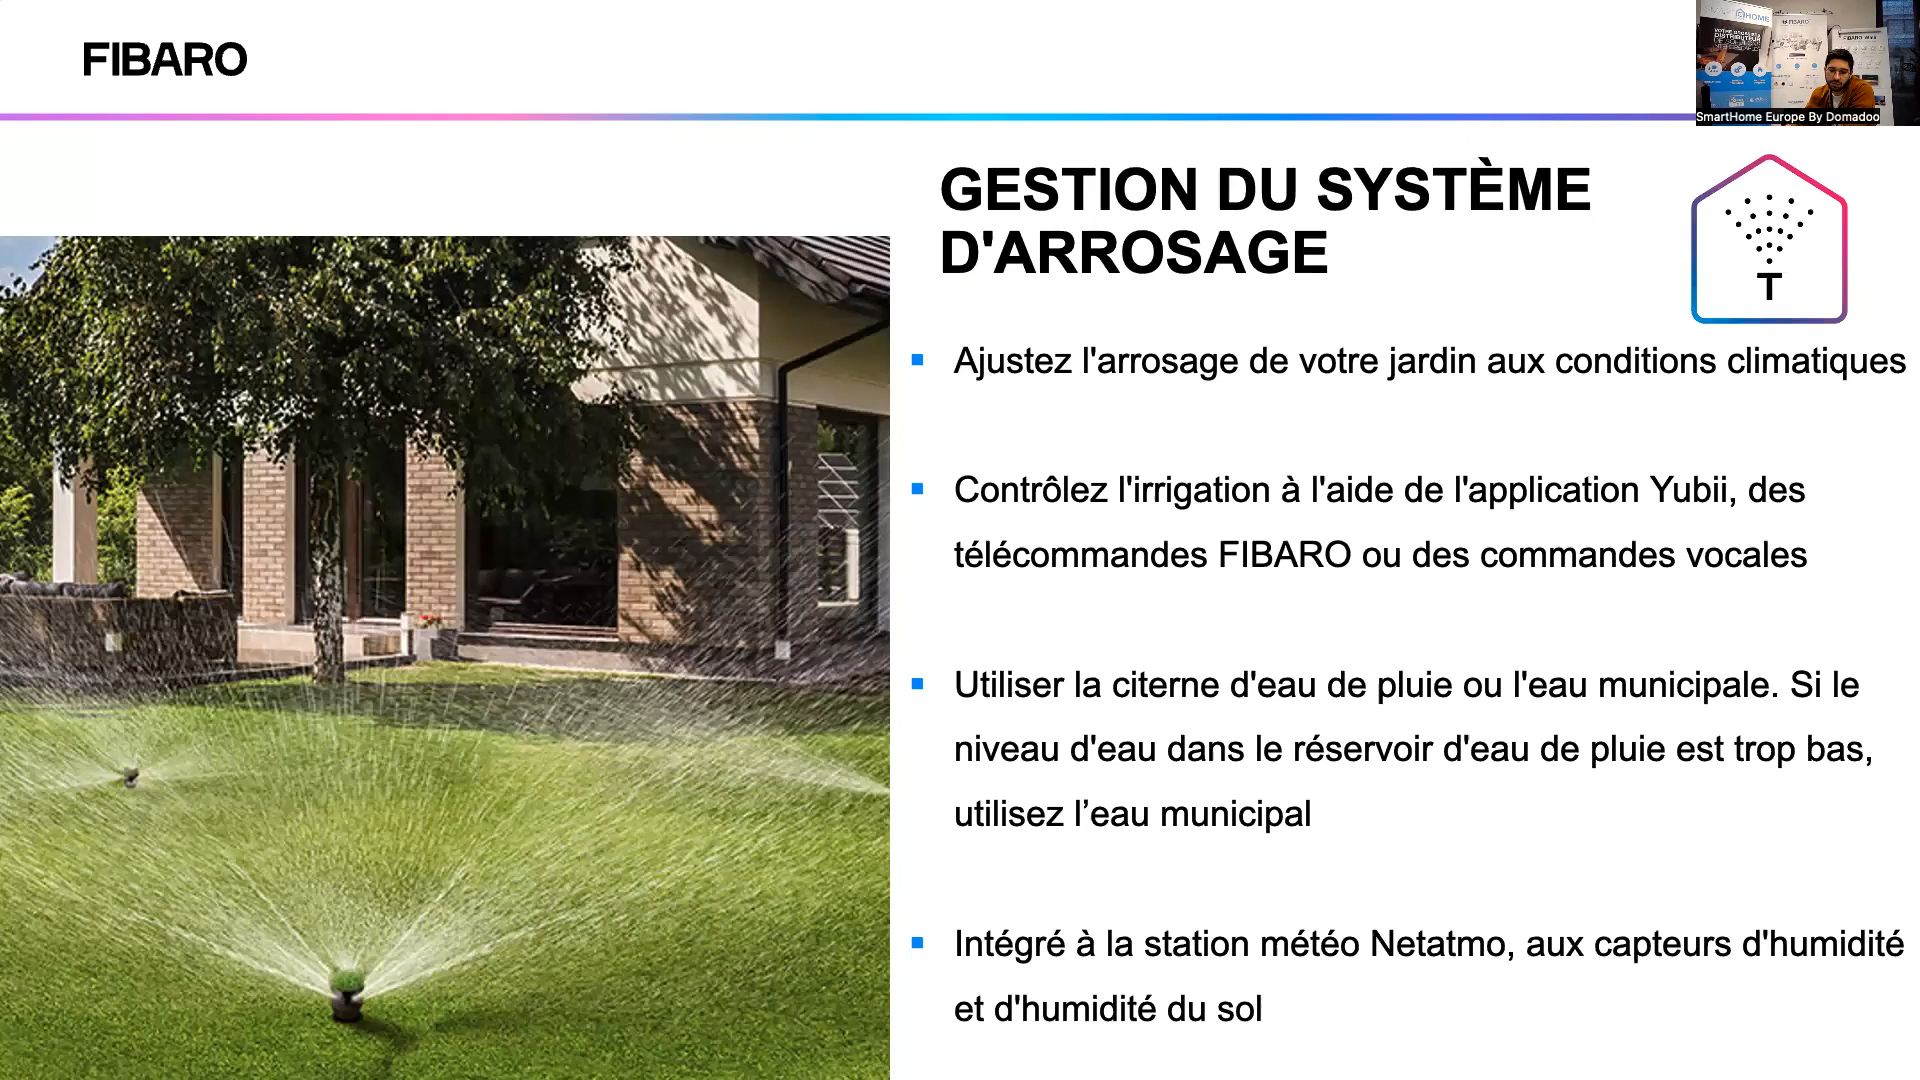 FIBARO
SmartHome Europe By Domadoo
GESTION DU SYSTÈME
D'ARROSAGE
Ajustez l'arrosage de votre jardin aux conditions climatiques
Contrôlez l'irrigation à l'aide de l'application Yubii, des
télécommandes FIBARO ou des commandes vocales
Utiliser la citerne d'eau de pluie ou l'eau municipale. Si le
niveau d'eau dans le réservoir d'eau de pluie est trop bas,
utilisez l’eau municipal
Intégré à la station météo Netatmo, aux capteurs d'humidité
et d'humidité du sol